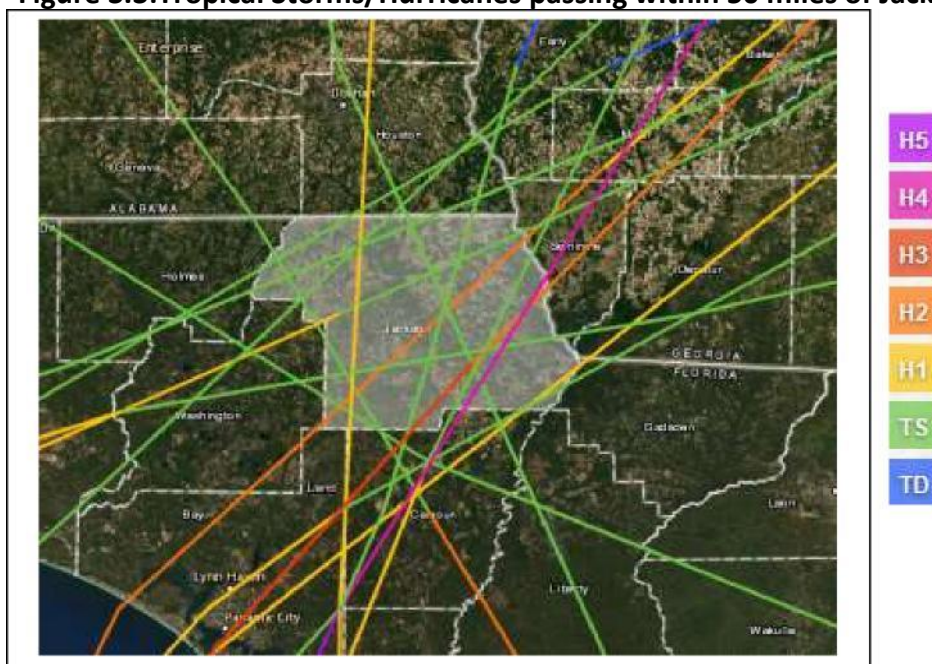 Figure 3.3: Tropical Storms/Hurricanes passing within 50 miles of Jack
Enterprise
Early
Baker
Houston
Geneva
ALABAMA
Holmes
Seminole
Decatur
Jackson
GEORGIA
FLORIDA
Washington
Gadsden
Leon
Bay
Calhoun
Lynn Haven
Panama City
Liberty
Wakulla
H5
H4
H3
H2
H1
TS
TD